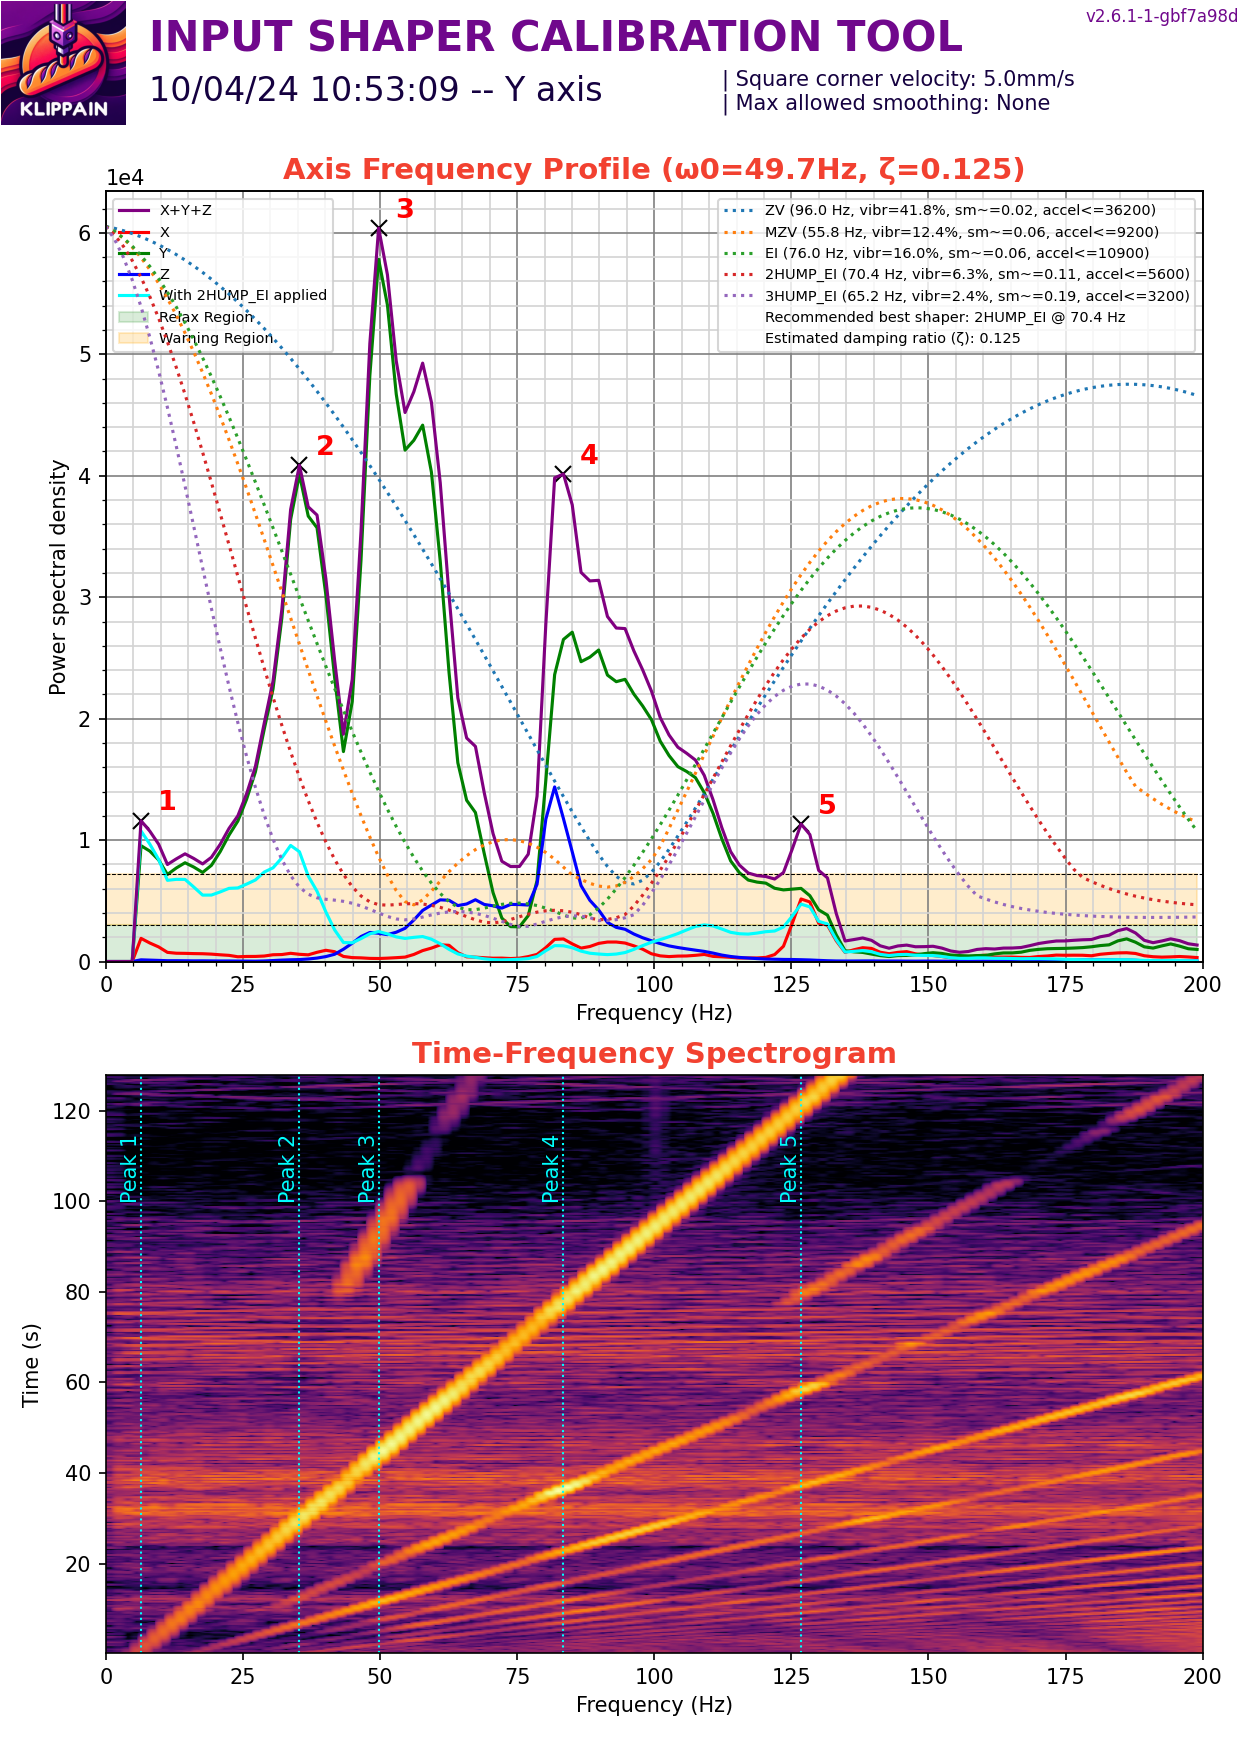 KLIPPAIN
INPUT SHAPER CALIBRATION TOOL
v2.6.1-1-gbf7a98d
10/04/24 10:53:09 -- Y axis
| Square corner velocity: 5.0mm/s
| Max allowed smoothing: None
Axis Frequency Profile (ω0=49.7Hz, ζ=0.125)
1e4
X+Y+Z
X
Y
Z
With 2HUMP_EI applied
Relax Region
Warning Region
ZV (96.0 Hz, vibr=41.8%, sm~=0.02, accel<=36200)
MZV (55.8 Hz, vibr=12.4%, sm~=0.06, accel<=9200)
EI (76.0 Hz, vibr=16.0%, sm~=0.06, accel<=10900)
2HUMP_EI (70.4 Hz, vibr=6.3%, sm~=0.11, accel<=5600)
3HUMP_EI (65.2 Hz, vibr=2.4%, sm~=0.19, accel<=3200)
Recommended best shaper: 2HUMP_EI @ 70.4 Hz
Estimated damping ratio (ζ): 0.125
1
2
3
4
5
Power spectral density
6
5
4
3
2
1
0
0 25 50 75 100 125 150 175 200
Frequency (Hz)
Time-Frequency Spectrogram
Peak 1
Peak 2
Peak 3
Peak 4
Peak 5
Time (s)
120
100
80
60
40
20
0 25 50 75 100 125 150 175 200
Frequency (Hz)